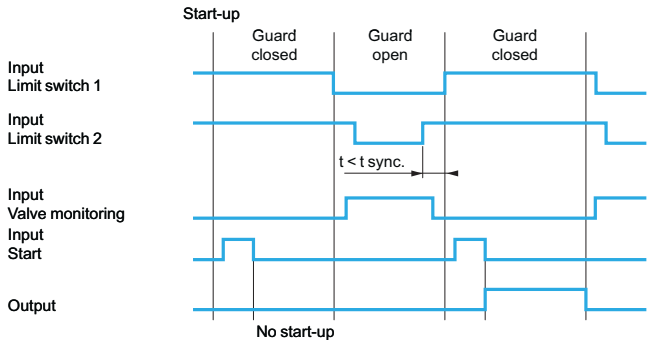 Start-up
Guard closed
Guard open
Guard closed
Input
Limit switch 1
Input
Limit switch 2
t < t sync.
Input
Valve monitoring
Input
Start
Output
No start-up